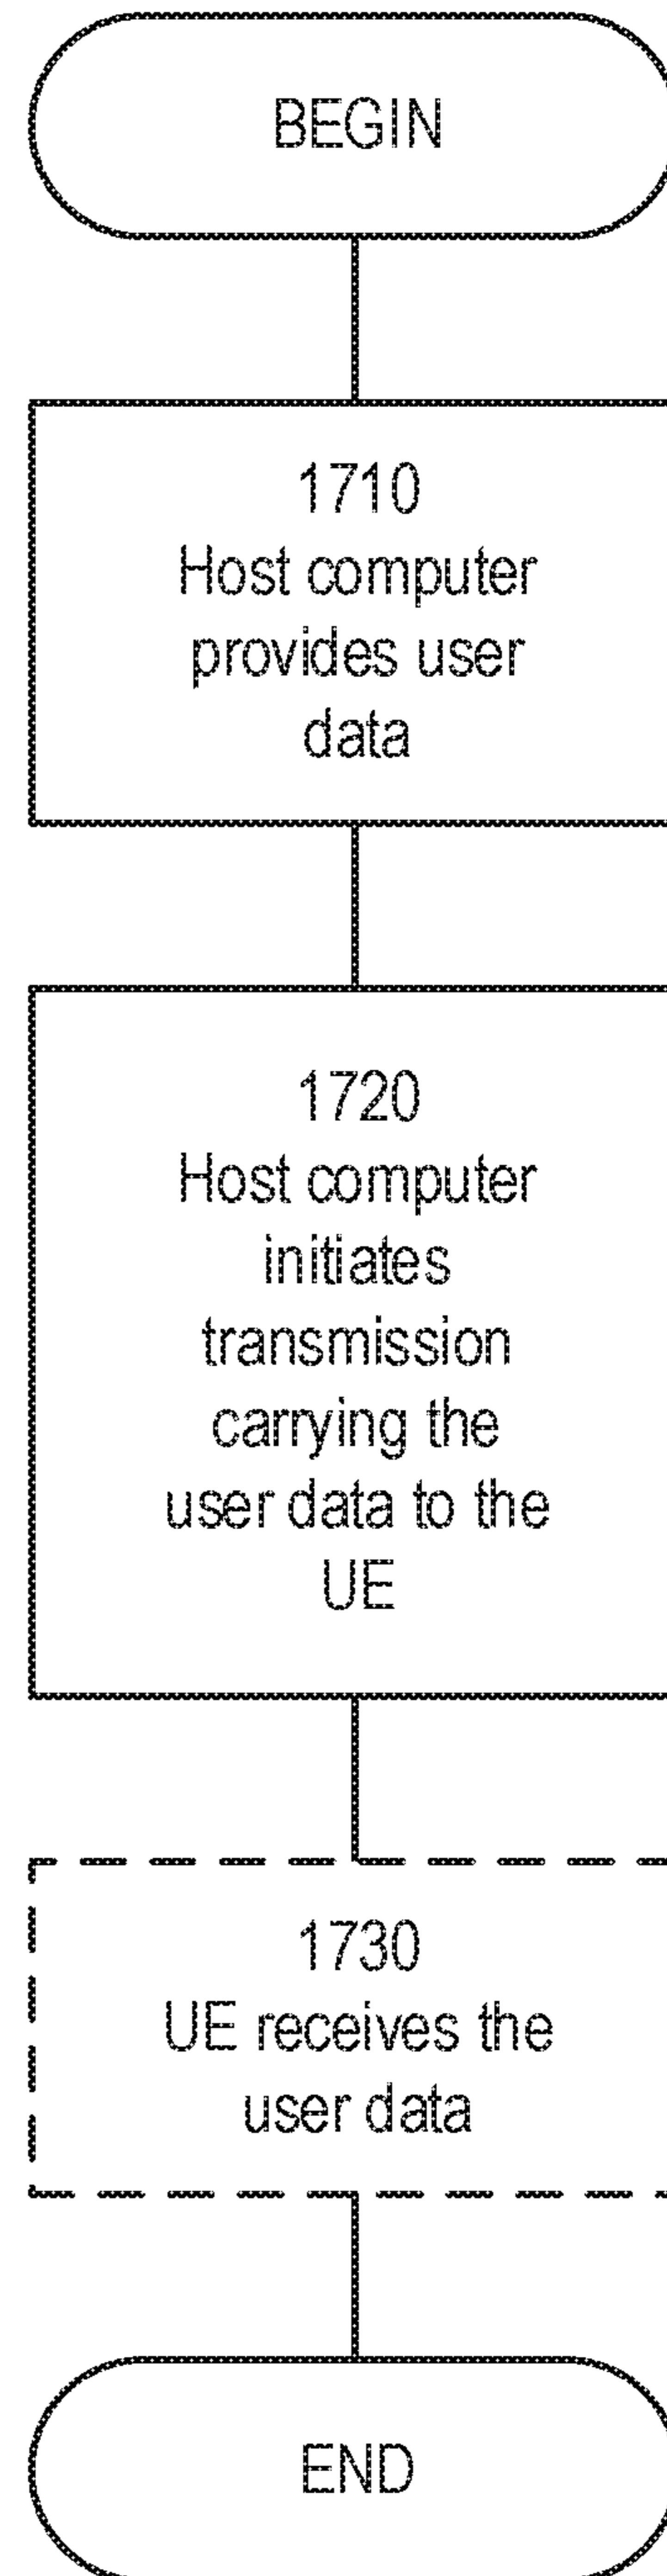 BEGIN
1710
Host computer
provides user
data
1720
Host computer
initiates
transmission
carrying the
user data to the
UE
1730
UE receives the
user data
END